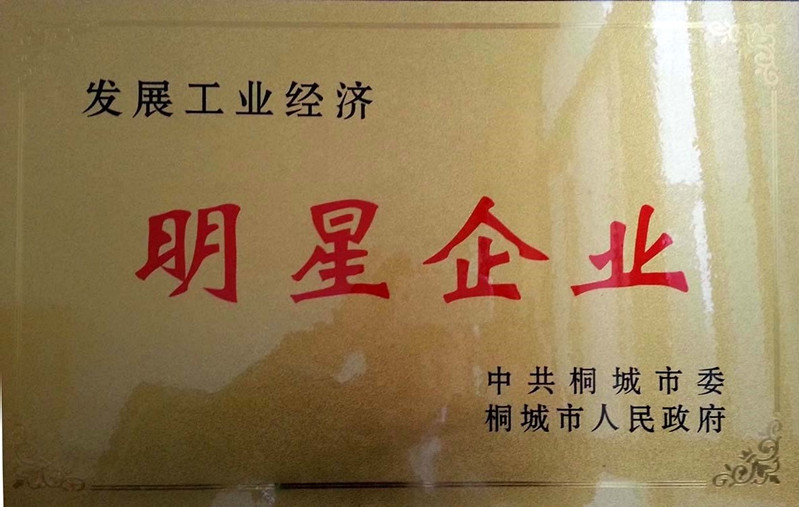 发展工业经济
明星企业
中共桐城市委
桐城市人民政府